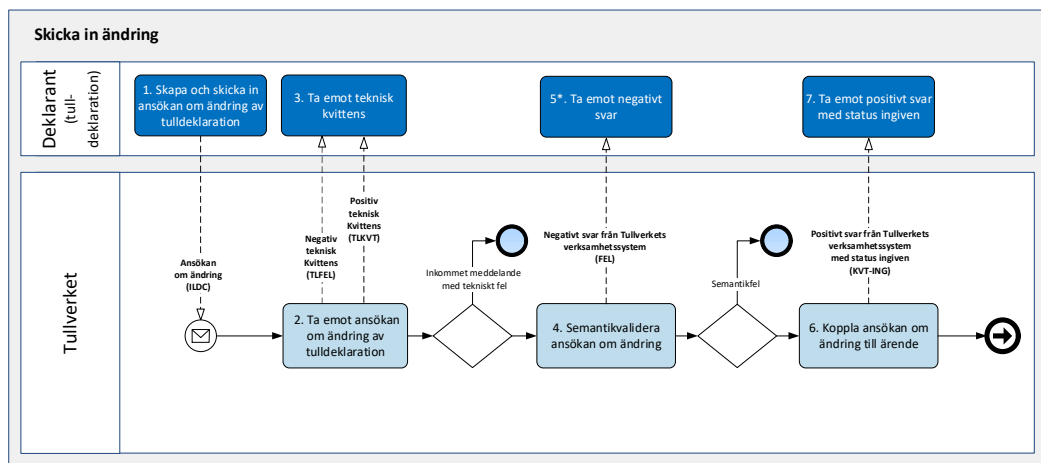 Skicka in ändring
Deklarant
(tull-
deklaration)
1. Skapa och skicka in
ansökan om ändring av
tulldeklaration
3. Ta emot teknisk
kvittens
5*. Ta emot negativt
svar
7. Ta emot positivt svar
med status ingiven
Tullverket
Ansökan
om ändring
(ILDC)
Negativ
teknisk
Kvittens
(TLFEL)
Positiv
teknisk
Kvittens
(TLKVT)
Inkommet meddelande
med tekniskt fel
Negativt svar från Tullverkets
verksamhetssystem
(FEL)
Semantikfel
Positivt svar från Tullverkets
verksamhetssystem
med status ingiven
(KVT-ING)
2. Ta emot ansökan
om ändring av
tulldeklaration
4. Semantikvalidera
ansökan om ändring
6. Koppla ansökan om
ändring till ärende